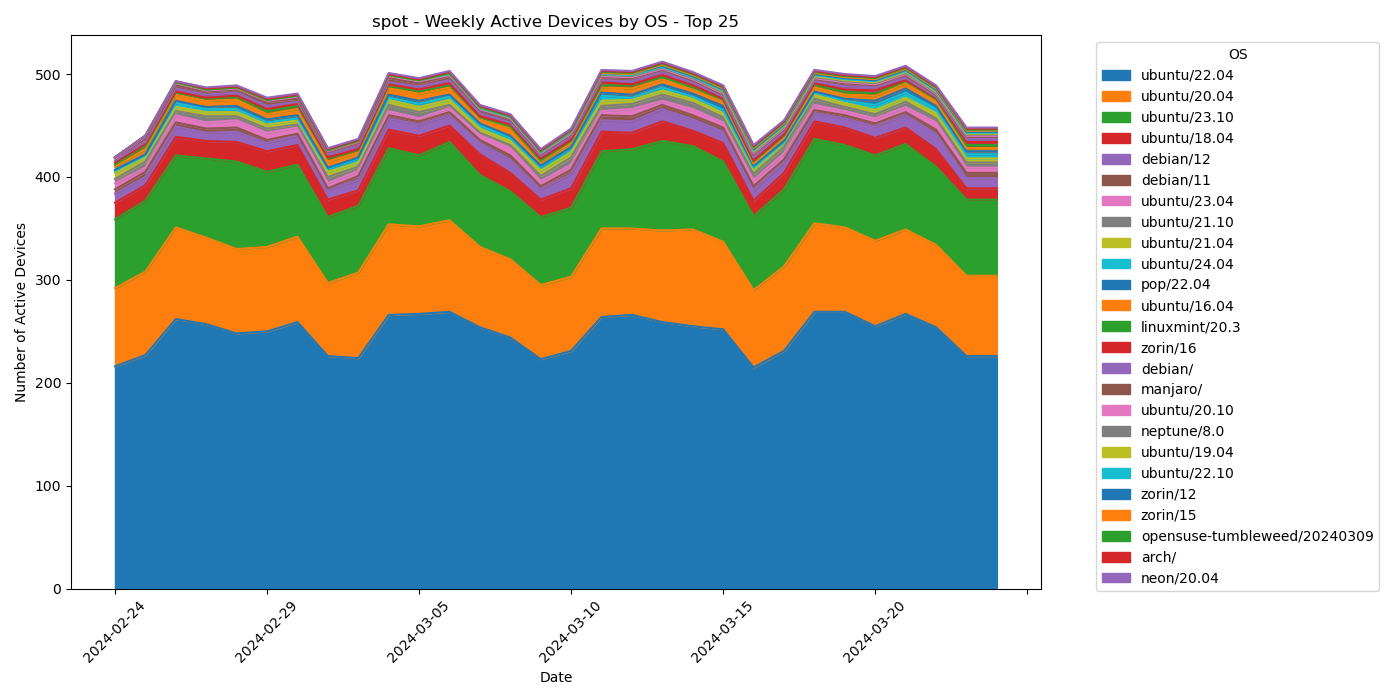 spot - Weekly Active Devices by OS - Top 25
Number of Active Devices
500
400
300
200
100
0
2024-02-24
2024-02-29
2024-03-05
2024-03-10
2024-03-15
2024-03-20
Date
OS
ubuntu/22.04
ubuntu/20.04
ubuntu/23.10
ubuntu/18.04
debian/12
debian/11
ubuntu/23.04
ubuntu/21.10
ubuntu/21.04
ubuntu/24.04
pop/22.04
ubuntu/16.04
linuxmint/20.3
zorin/16
debian/
manjaro/
ubuntu/20.10
neptune/8.0
ubuntu/19.04
ubuntu/22.10
zorin/12
zorin/15
opensuse-tumbleweed/20240309
arch/
neon/20.04